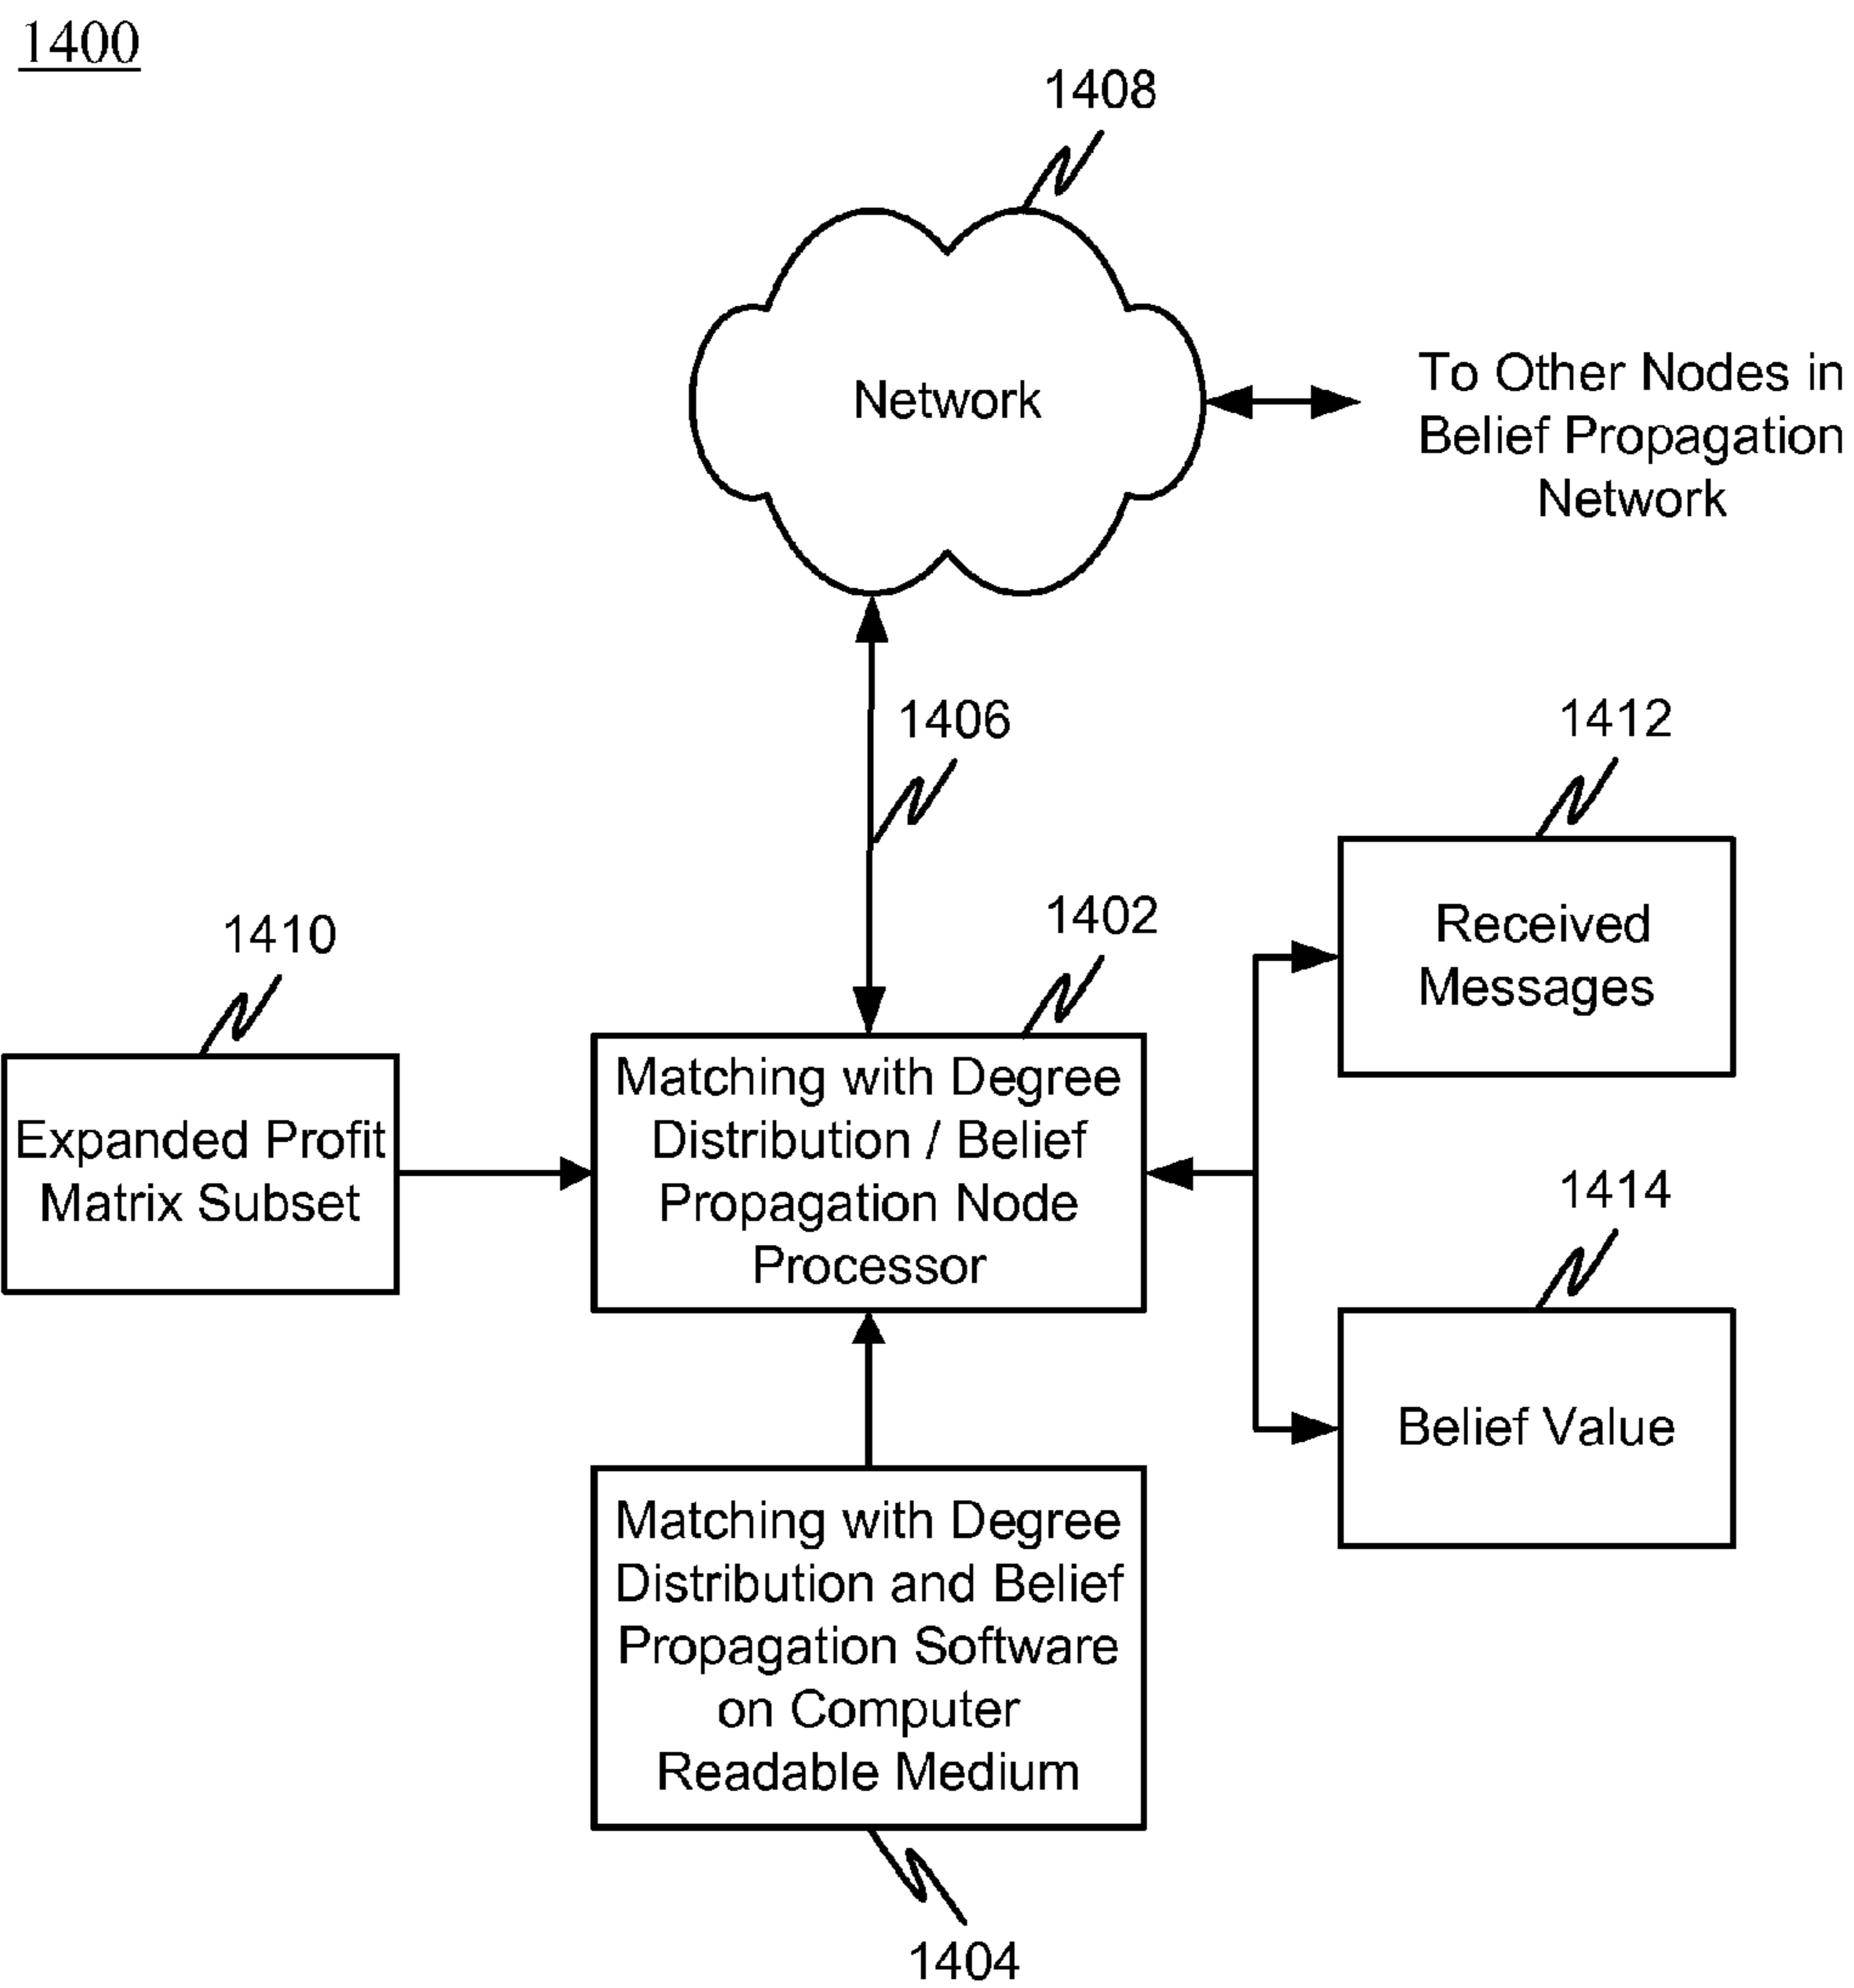 1400
1408
Network
To Other Nodes in
Belief Propagation
Network
1406
1412
Received
Messages
1410
Expanded Profit
Matrix Subset
1402
Matching with Degree
Distribution / Belief
Propagation Node
Processor
1414
Belief Value
Matching with Degree
Distribution and Belief
Propagation Software
on Computer
Readable Medium
1404